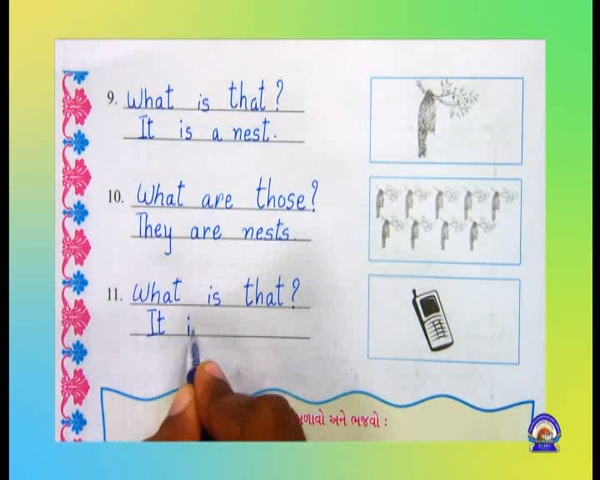 9. What is that?
It is a nest.
10. What are those?
They are nests.
11. What is that?
It i
અને ભજવો :